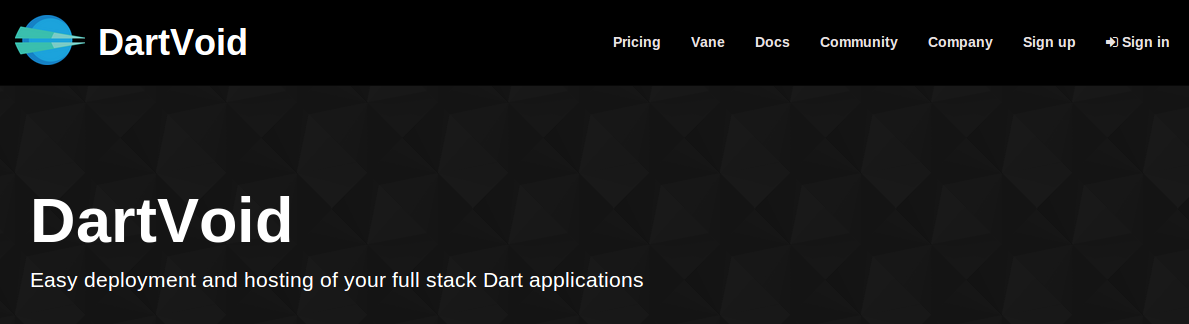 DartVoid
Pricing Vane Docs Community Company Sign up Sign in
DartVoid
Easy deployment and hosting of your full stack Dart applications